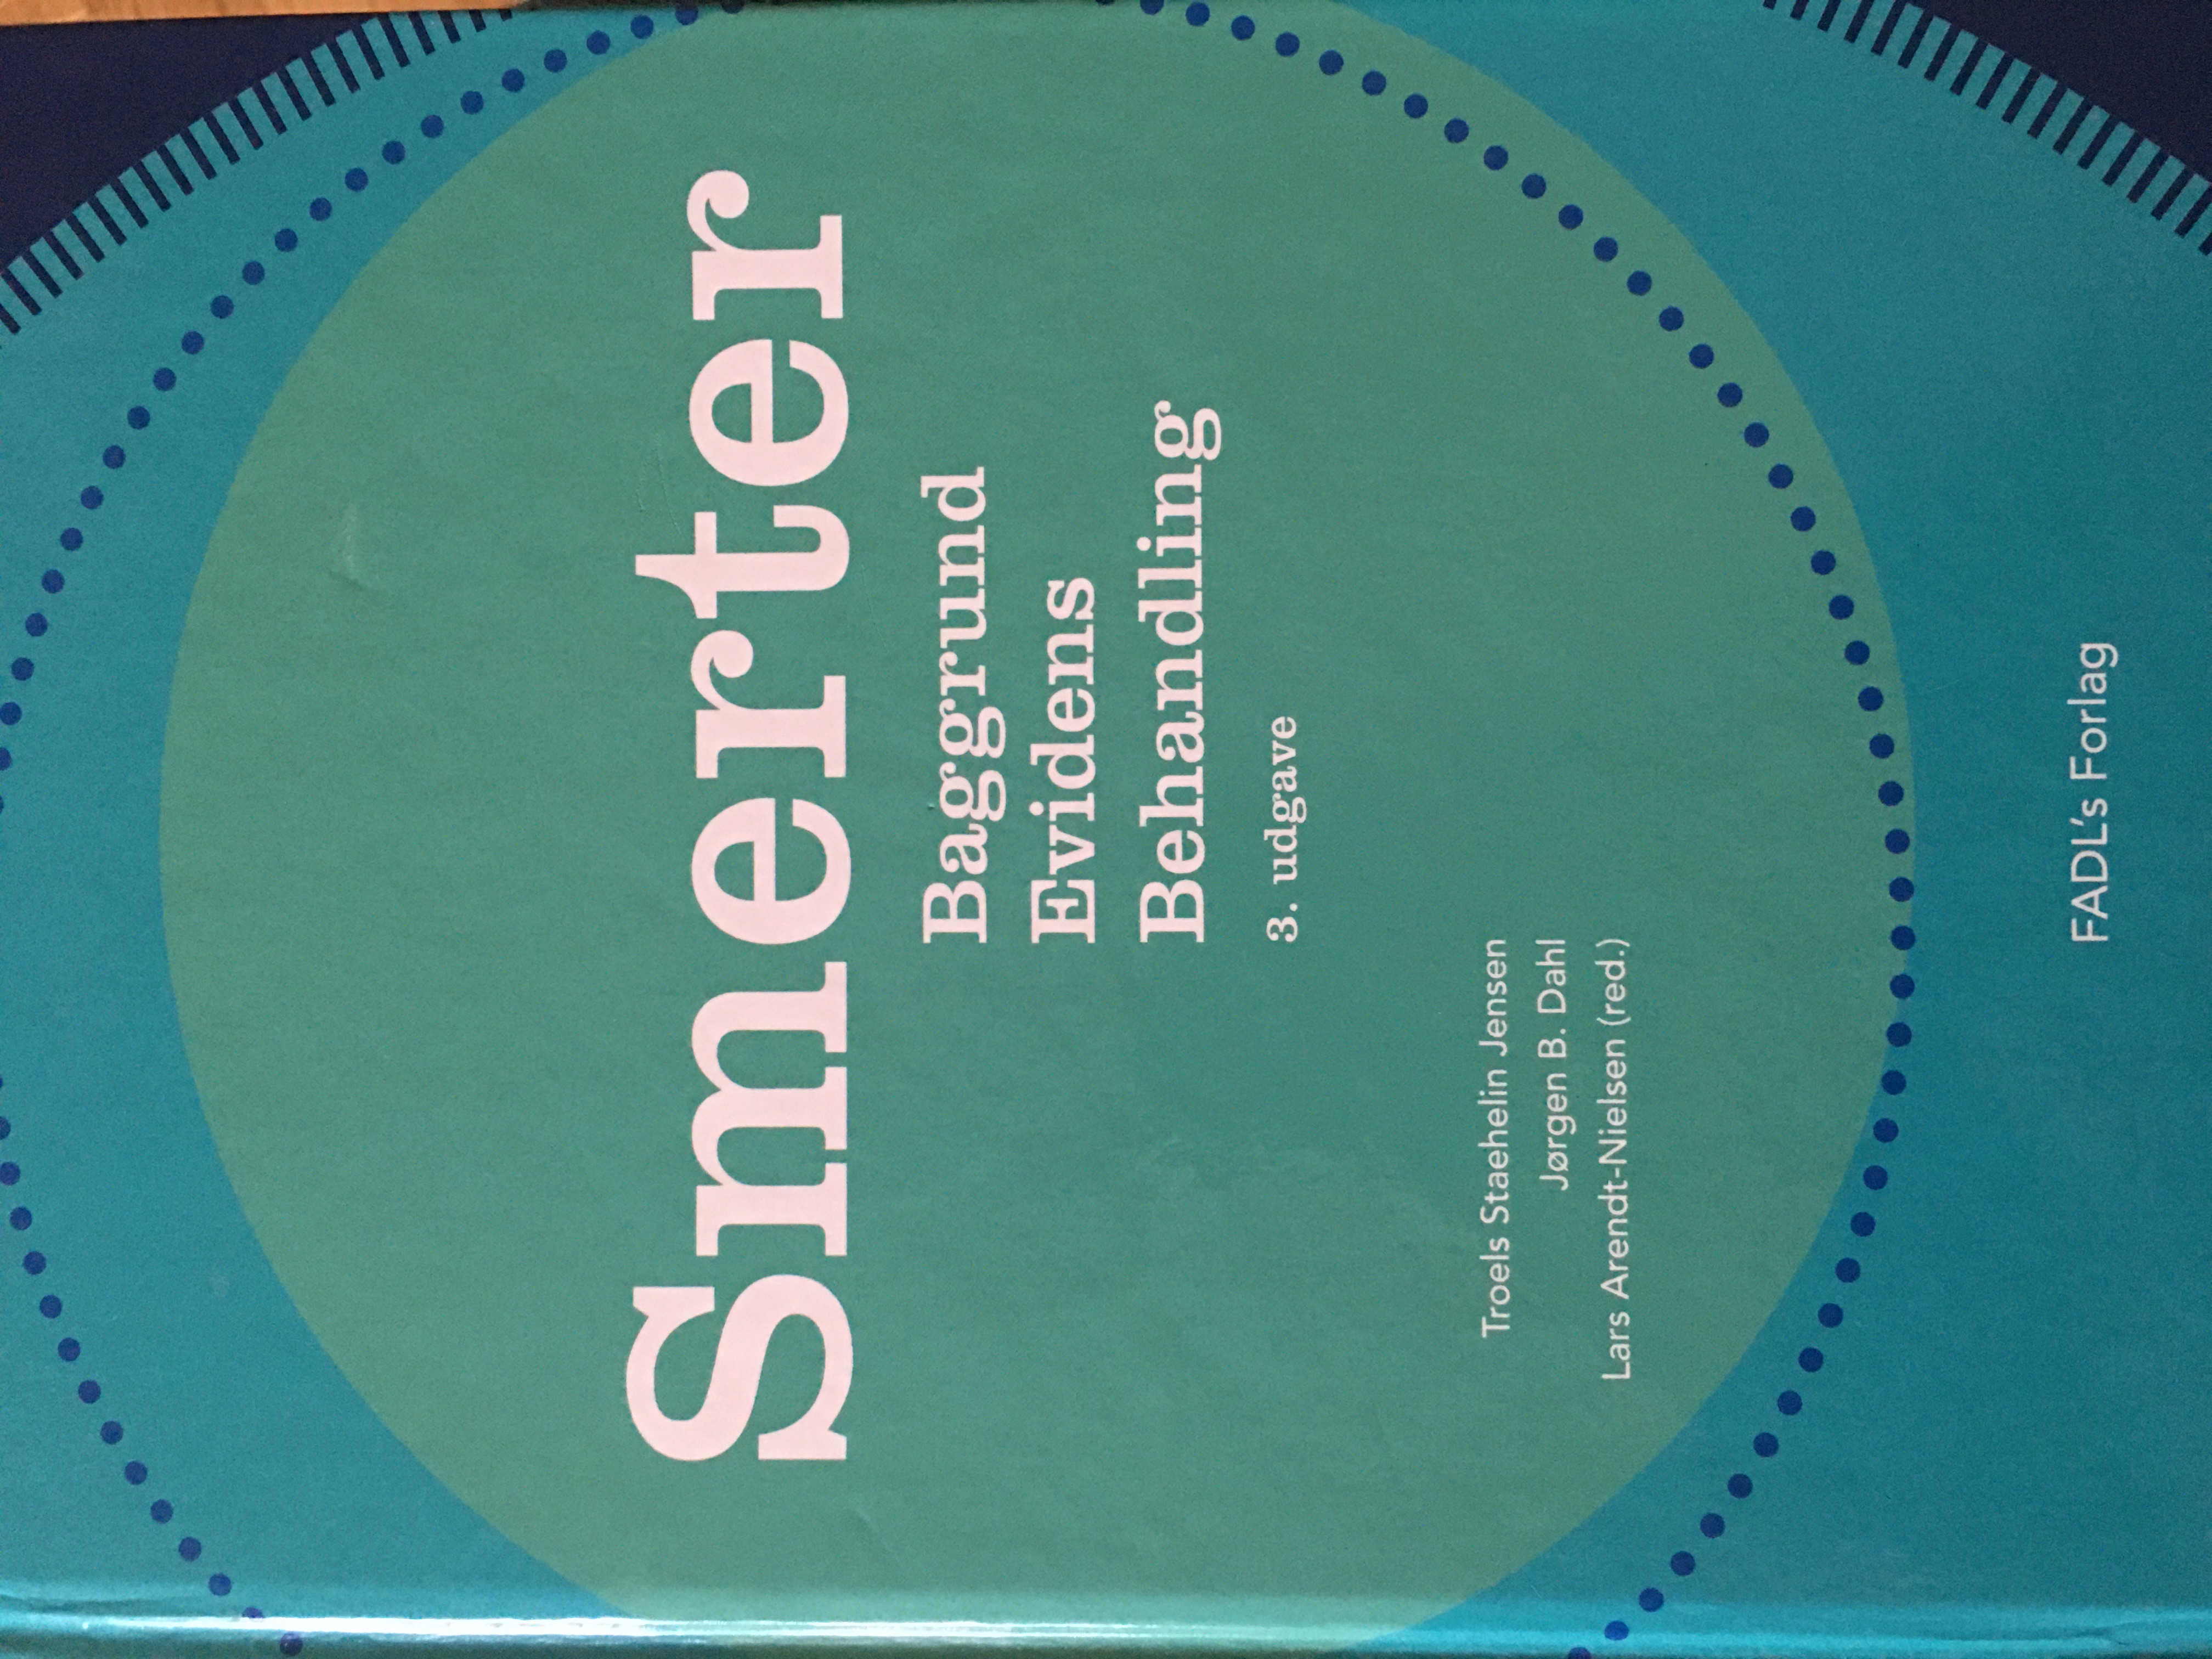 Smerter
Baggrund
Evidens
Behandling
3. udgave
Troels Staehelin Jensen
Jørgen B. Dahl
Lars Arendt-Nielsen (red.)
FADL's Forlag